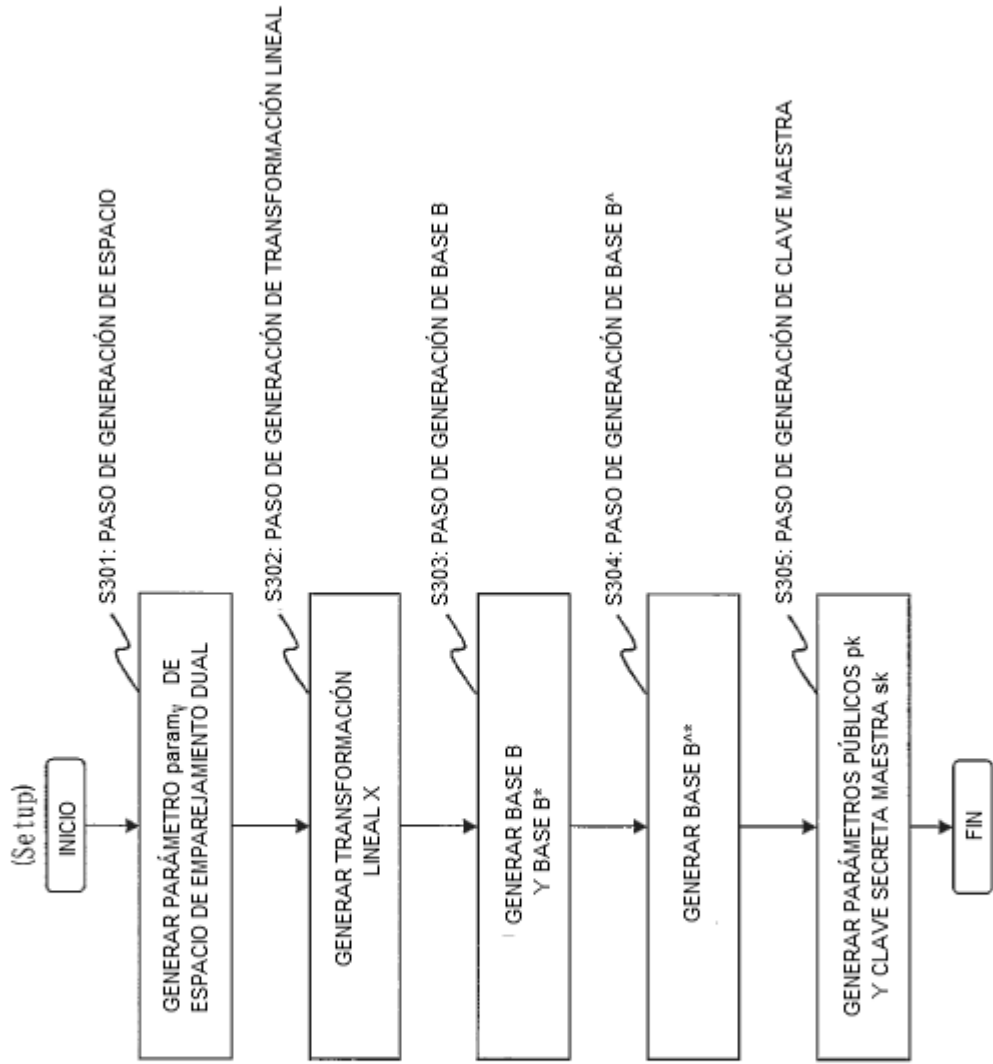 (Setup)
INICIO
S301: PASO DE GENERACIÓN DE ESPACIO
GENERAR PARÁMETRO paramV DE
ESPACIO DE EMPAREJAMIENTO DUAL
S302: PASO DE GENERACIÓN DE TRANSFORMACIÓN LINEAL
GENERAR TRANSFORMACIÓN
LINEAL X
S303: PASO DE GENERACIÓN DE BASE B
GENERAR BASE B
Y BASE B*
S304: PASO DE GENERACIÓN DE BASE B^
GENERAR BASE B^*
S305: PASO DE GENERACIÓN DE CLAVE MAESTRA
GENERAR PARÁMETROS PÚBLICOS pk
Y CLAVE SECRETA MAESTRA sk
FIN